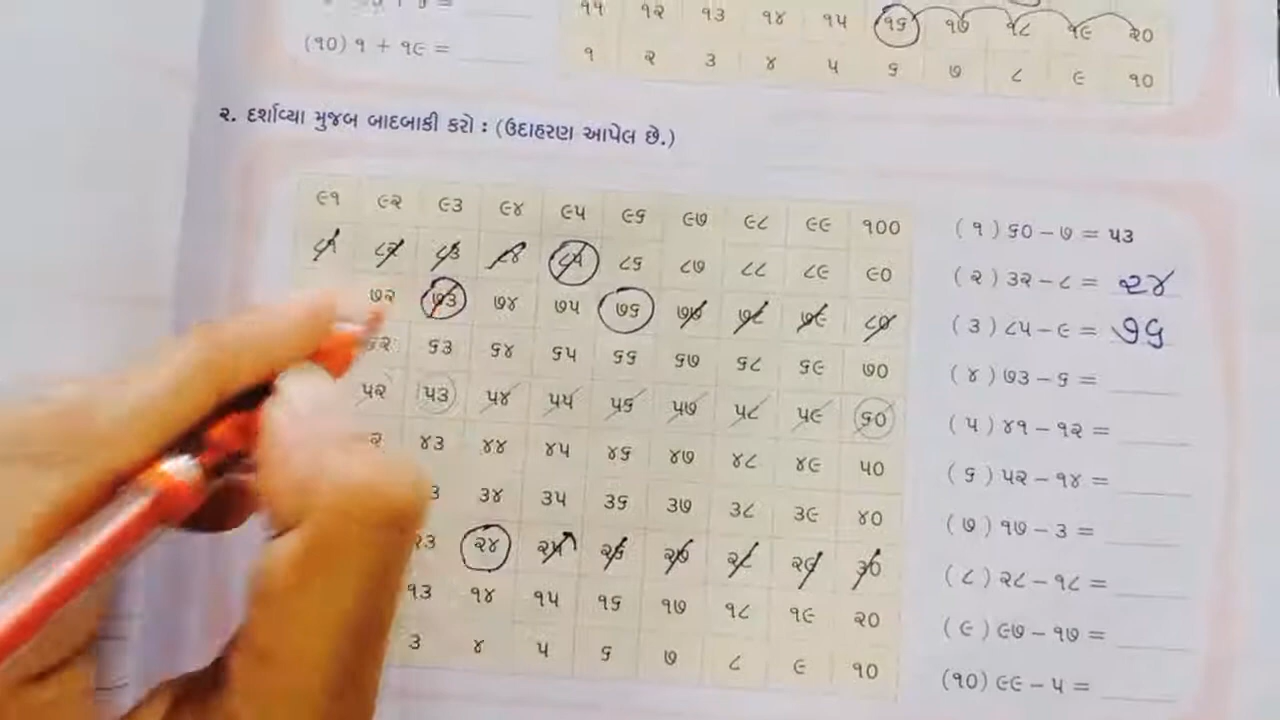 (૧૦) ૧ + ૧૯ =
૧૧ ૧૨ ૧૩ ૧૪ ૧૫ ૧૬ ૧૭ ૧૮ ૧૯ ૨૦
૧ ૨ ૩ ૪ ૫ ૬ ૭ ૮ ૯ ૧૦
૨. દર્શાવ્યા મુજબ બાદબાકી કરો : (ઉદાહરણ આપેલ છે.)
૯૧ ૯૨ ૯૩ ૯૪ ૯૫ ૯૬ ૯૭ ૯૮ ૯૯ ૧૦૦
૮૧ ૮૨ ૮૩ ૮૪ ૮૫ ૮૬ ૮૭ ૮૮ ૮૯ ૯૦
૭૨ ૭૩ ૭૪ ૭૫ ૭૬ ૭૭ ૭૮ ૭૯ ૮૦
૬૨ ૬૩ ૬૪ ૬૫ ૬૬ ૬૭ ૬૮ ૬૯ ૭૦
૫૨ ૫૩ ૫૪ ૫૫ ૫૬ ૫૭ ૫૮ ૫૯ ૬૦
૪૩ ૪૪ ૪૫ ૪૬ ૪૭ ૪૮ ૪૯ ૫૦
૩૪ ૩૫ ૩૬ ૩૭ ૩૮ ૩૯ ૪૦
૨૩ ૨૪ ૨૫ ૨૬ ૨૭ ૨૮ ૨૯ ૩૦
૧૩ ૧૪ ૧૫ ૧૬ ૧૭ ૧૮ ૧૯ ૨૦
૩ ૪ ૫ ૬ ૭ ૮ ૯ ૧૦
(૧) ૬૦ – ૭ = ૫૩
(૨) ૩૨ – ૮ = ૨૪
(૩) ૮૫ – ૯ = ૭૬
(૪) ૭૩ – ૬ =
(૫) ૪૧ – ૧૨ =
(૬) ૫૨ – ૧૪ =
(૭) ૧૭ – ૩ =
(૮) ૨૮ – ૧૮ =
(૯) ૯૭ – ૧૭ =
(૧૦) ૯૯ – ૫ =